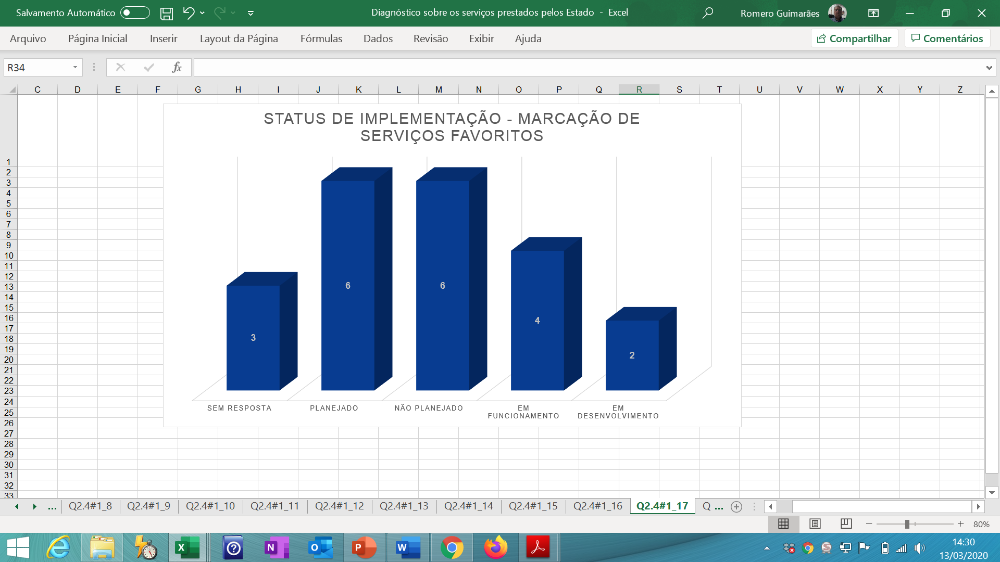 Salvamento Automático
Diagnóstico sobre os serviços prestados pelos Estado - Excel
Romero Guimarães
Arquivo Página Inicial Inserir Layout da Página Fórmulas Dados Revisão Exibir Ajuda
Compartilhar Comentários
R34
fx
C D E F G H I J K L M N O P Q R S T U V W X Y Z
STATUS DE IMPLEMENTAÇÃO - MARCAÇÃO DE
SERVIÇOS FAVORITOS
3
6
6
4
2
SEM RESPOSTA
PLANEJADO
NÃO PLANEJADO
EM
FUNCIONAMENTO
EM
DESENVOLVIMENTO
1
2
3
4
5
6
7
8
9
10
11
12
13
14
15
16
17
18
19
20
21
22
23
24
25
26
27
28
29
30
31
32
33
... Q2.4#1_8 Q2.4#1_9 Q2.4#1_10 Q2.4#1_11 Q2.4#1_12 Q2.4#1_13 Q2.4#1_14 Q2.4#1_15 Q2.4#1_16 Q2.4#1_17 Q ...
80%
X N O P W
14:30
13/03/2020